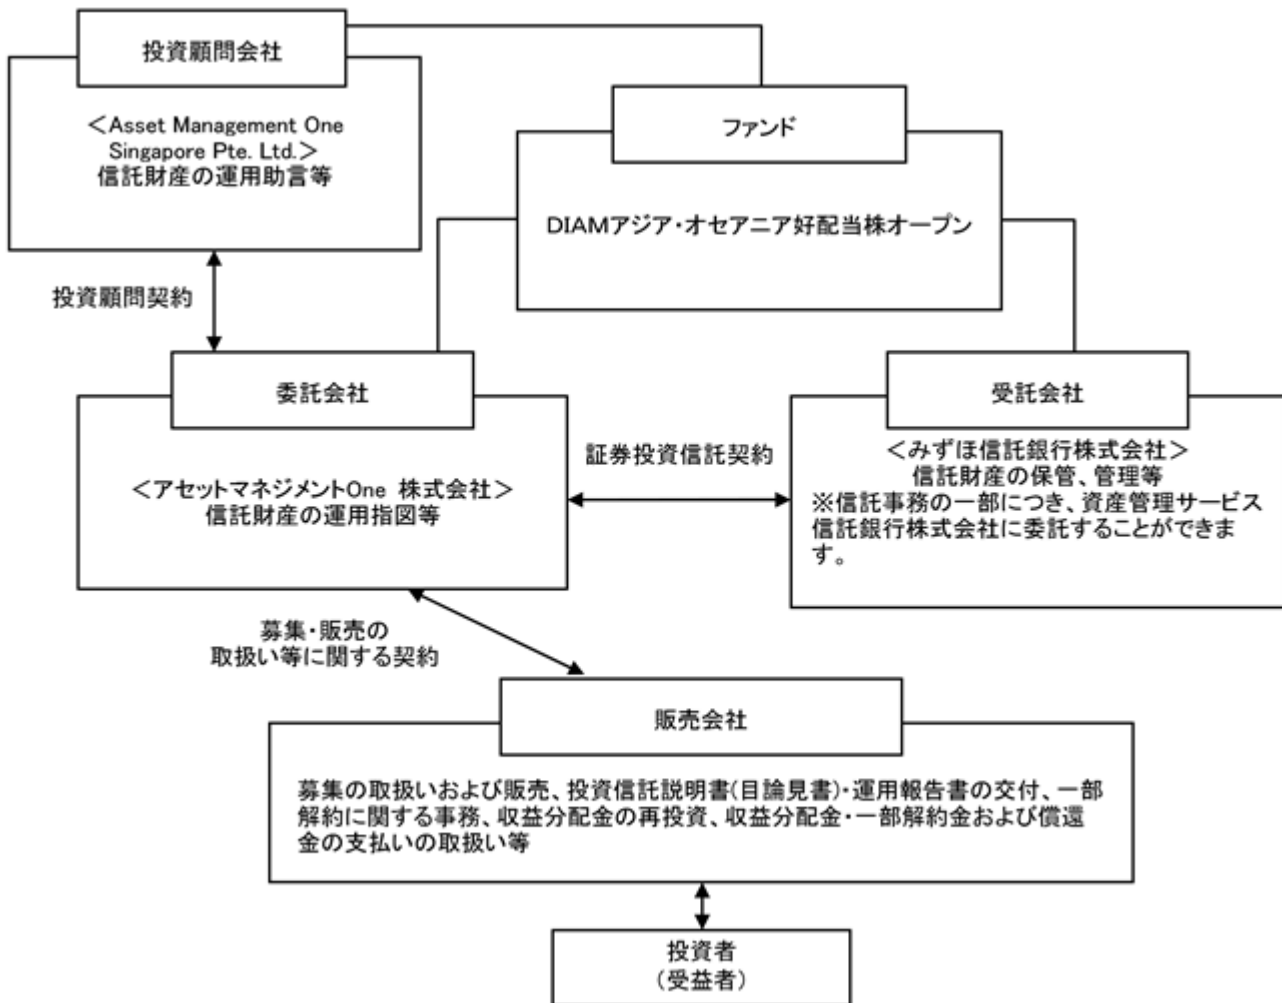 投資顧問会社
＜Asset Management One
Singapore Pte. Ltd.＞
信託財産の運用助言等
ファンド
DIAMアジア・オセアニア好配当株オープン
投資顧問契約
委託会社
＜アセットマネジメントOne 株式会社＞
信託財産の運用指図等
証券投資信託契約
受託会社
＜みずほ信託銀行株式会社＞
信託財産の保管、管理等
※信託事務の一部につき、資産管理サービス
信託銀行株式会社に委託することができま
す。
募集・販売の
取扱い等に関する契約
販売会社
募集の取扱いおよび販売、投資信託説明書(目論見書)・運用報告書の交付、一部
解約に関する事務、収益分配金の再投資、収益分配金・一部解約金および償還
金の支払いの取扱い等
投資者
（受益者）